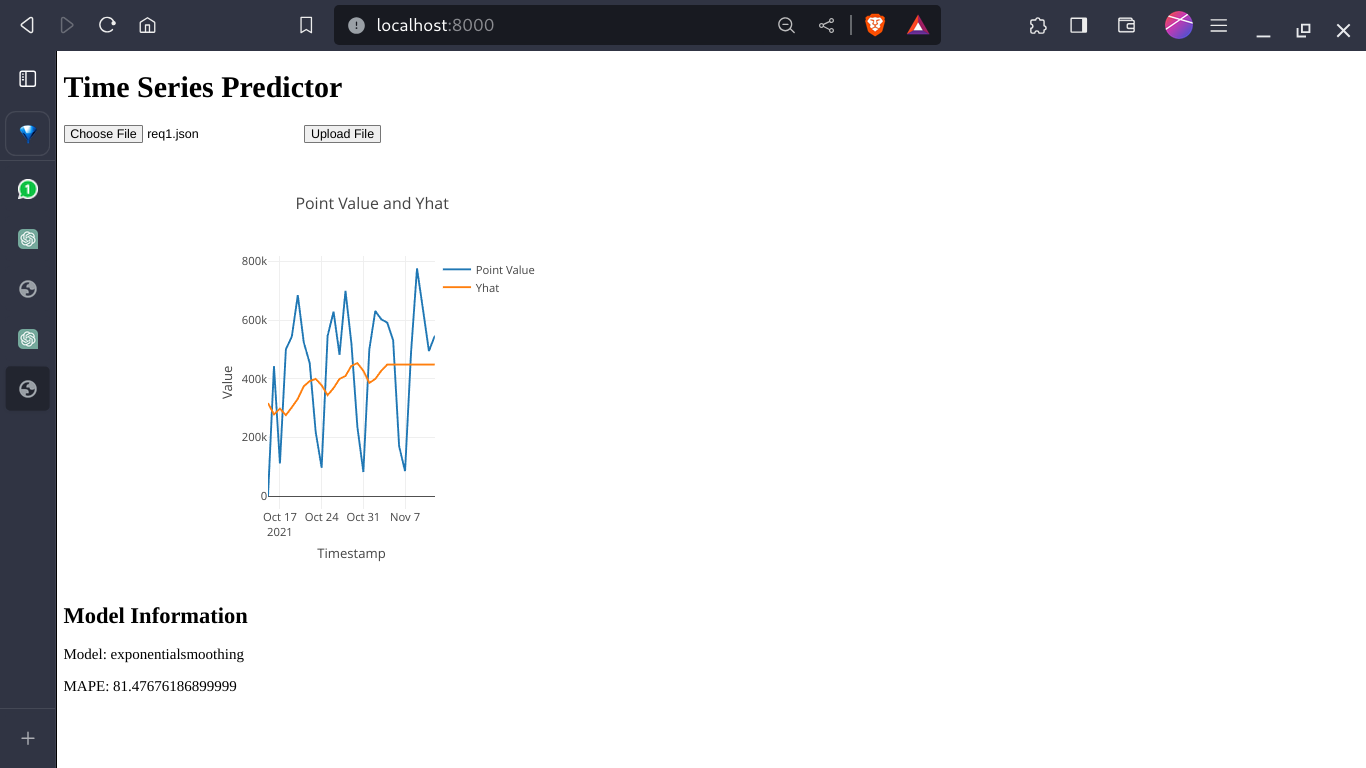 localhost:8000
1
Time Series Predictor
Choose File req1.json Upload File
Point Value and Yhat
800k
600k
400k
200k
0
Value
Point Value
Yhat
Oct 17 Oct 24 Oct 31 Nov 7
2021
Timestamp
Model Information
Model: exponentialsmoothing
MAPE: 81.47676186899999